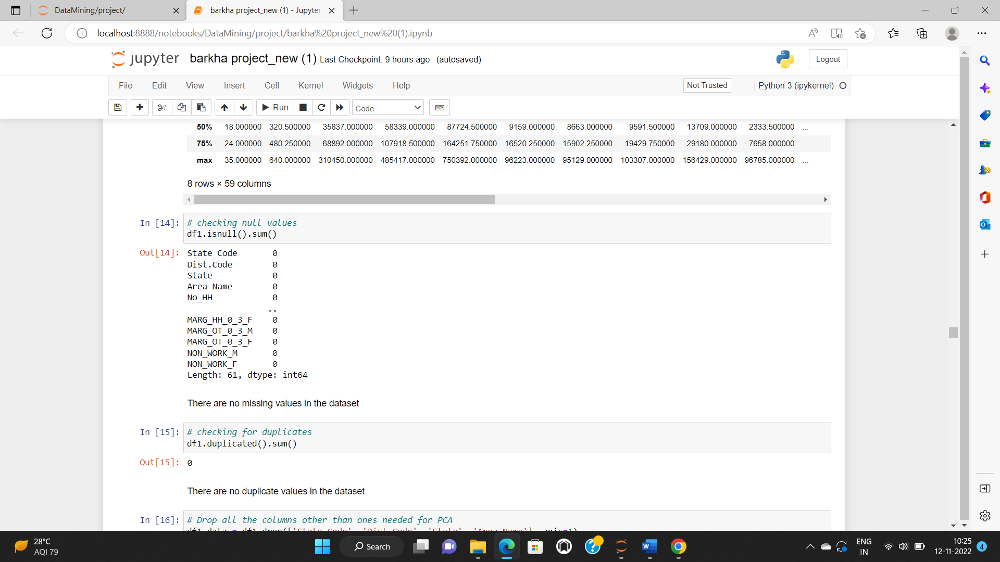 DataMining/project/
barkha project_new (1) - Jupyter
localhost:8888/notebooks/DataMining/project/barkha%20project_new%20(1).ipynb
jupyter barkha project_new (1) Last Checkpoint: 9 hours ago (autosaved)
Logout
File Edit View Insert Cell Kernel Widgets Help
Not Trusted
Python 3 (ipykernel)
Run
Code
50% 18.000000 320.500000 35837.000000 58339.000000 87724.500000 9159.000000 8663.000000 9591.500000 13709.000000 2333.500000 ...
75% 24.000000 480.250000 68892.000000 107918.500000 164251.750000 16520.250000 15902.250000 19429.750000 29180.000000 7658.000000 ...
max 35.000000 640.000000 310450.000000 485417.000000 750392.000000 96223.000000 95129.000000 103307.000000 156429.000000 96785.000000 ...
8 rows × 59 columns
In [14]: # checking null values
df1.isnull().sum()
Out[14]: State Code 0
Dist.Code 0
State 0
Area Name 0
No_HH 0
..
MARG_HH_0_3_F 0
MARG_OT_0_3_M 0
MARG_OT_0_3_F 0
NON_WORK_M 0
NON_WORK_F 0
Length: 61, dtype: int64
There are no missing values in the dataset
In [15]: # checking for duplicates
df1.duplicated().sum()
Out[15]: 0
There are no duplicate values in the dataset
In [16]: # Drop all the columns other than ones needed for PCA
28°C
AQI 79
Search
ENG
IN
10:25
12-11-2022
4